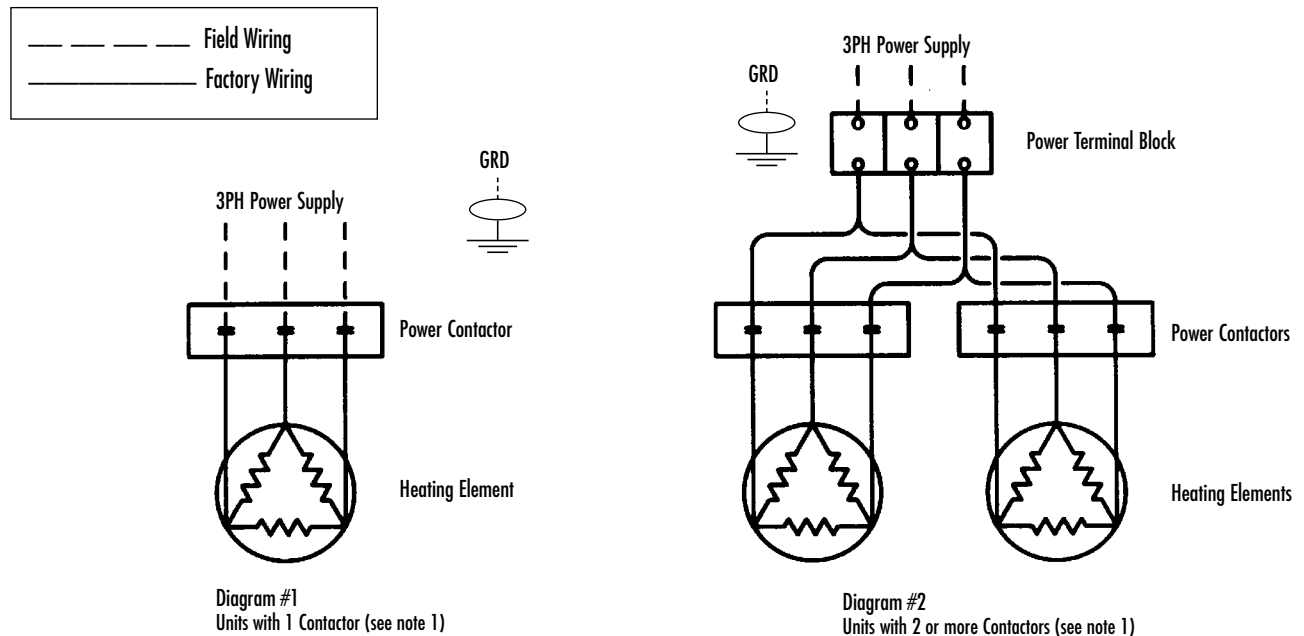 Field Wiring
Factory Wiring
GRD
3PH Power Supply
Power Contactor
Heating Element
Diagram #1
Units with 1 Contactor (see note 1)
3PH Power Supply
GRD
Power Terminal Block
Power Contactors
Heating Elements
Diagram #2
Units with 2 or more Contactors (see note 1)